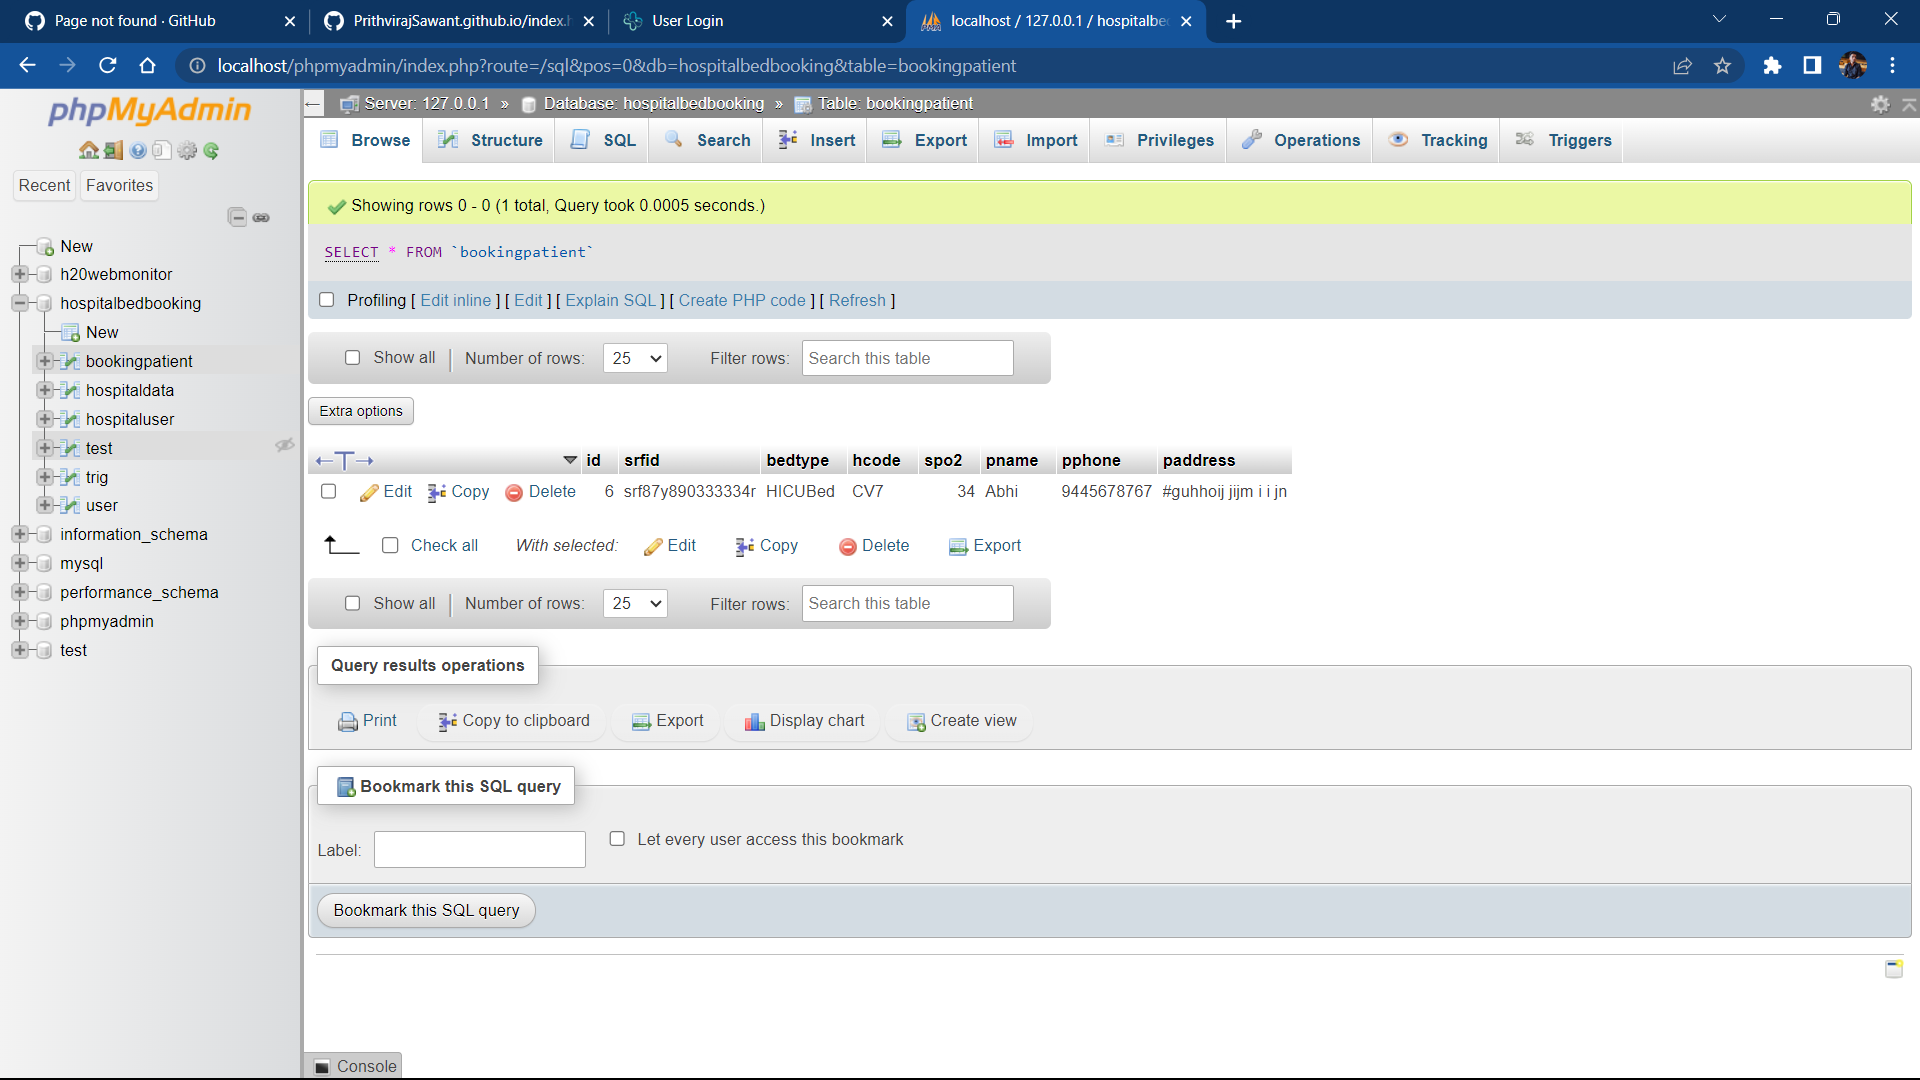 Page not found · GitHub
PrithvirajSawant.github.io/index.h
User Login
localhost / 127.0.0.1 / hospitalbed
localhost/phpmyadmin/index.php?route=/sql&pos=0&db=hospitalbedbooking&table=bookingpatient
phpMyAdmin
Recent
Favorites
New
h20webmonitor
hospitalbedbooking
New
bookingpatient
hospitaldata
hospitaluser
test
trig
user
information_schema
mysql
performance_schema
phpmyadmin
test
Server: 127.0.0.1 » Database: hospitalbedbooking » Table: bookingpatient
Browse Structure SQL Search Insert Export Import Privileges Operations Tracking Triggers
Showing rows 0 - 0 (1 total, Query took 0.0005 seconds.)
SELECT * FROM `bookingpatient`
Profiling [ Edit inline ] [ Edit ] [ Explain SQL ] [ Create PHP code ] [ Refresh ]
Show all Number of rows: 25 Filter rows: Search this table
Extra options
←T→ id srfid bedtype hcode spo2 pname pphone paddress
Edit Copy Delete 6 srf87y890333334r HICUBed CV7 34 Abhi 9445678767 #guhhoij jijm i i jn
Check all With selected: Edit Copy Delete Export
Show all Number of rows: 25 Filter rows: Search this table
Query results operations
Print Copy to clipboard Export Display chart Create view
Bookmark this SQL query
Label: Let every user access this bookmark
Bookmark this SQL query
Console